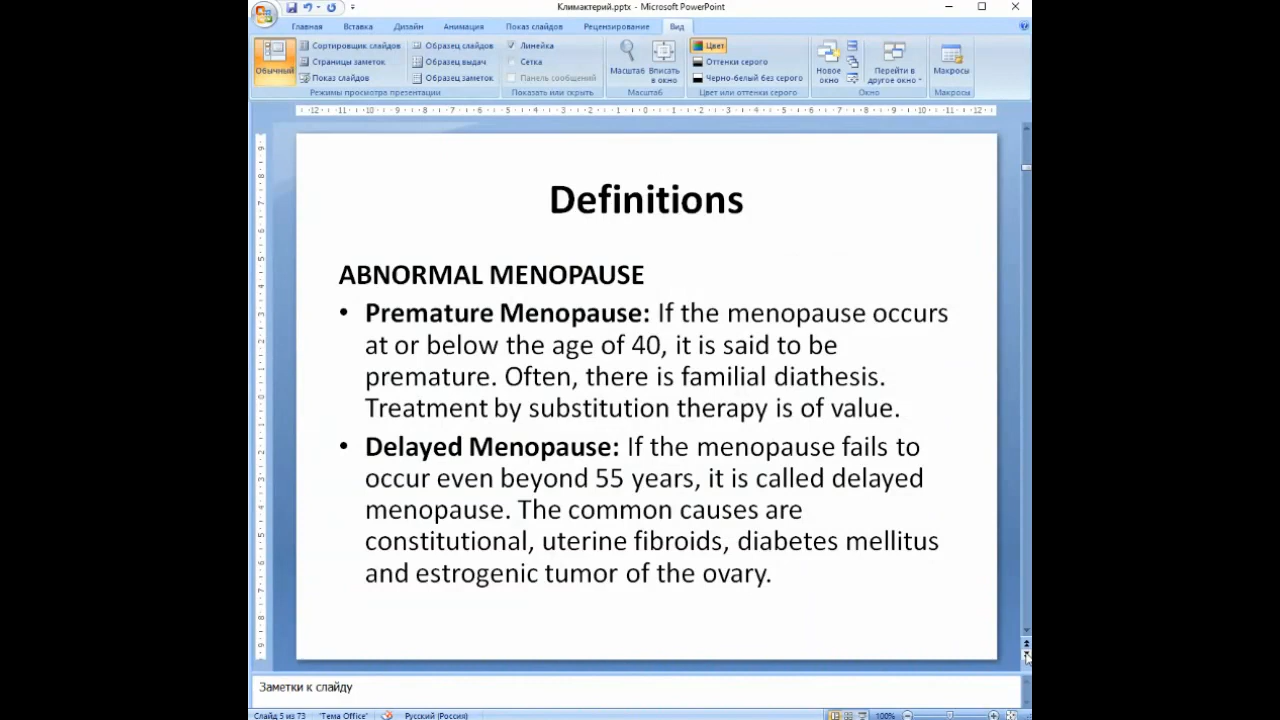 Климактерий.pptx - Microsoft PowerPoint
Главная Вставка Дизайн Анимация Показ слайдов Рецензирование Вид
Обычный
Сортировщик слайдов
Страницы заметок
Показ слайдов
Режимы просмотра презентации
Образец слайдов
Образец выдач
Образец заметок
Линейка
Сетка
Панель сообщений
Показать или скрыть
Масштаб
Вписать в окно
Масштаб
Цвет
Оттенки серого
Черно-белый без серого
Цвет или оттенки серого
Новое окно
Перейти в другое окно
Окно
Макросы
Макросы
Definitions
ABNORMAL MENOPAUSE
• Premature Menopause: If the menopause occurs
at or below the age of 40, it is said to be
premature. Often, there is familial diathesis.
Treatment by substitution therapy is of value.
• Delayed Menopause: If the menopause fails to
occur even beyond 55 years, it is called delayed
menopause. The common causes are
constitutional, uterine fibroids, diabetes mellitus
and estrogenic tumor of the ovary.
Заметки к слайду
Слайд 5 из 73 "Тема Office" Русский (Россия) 100%